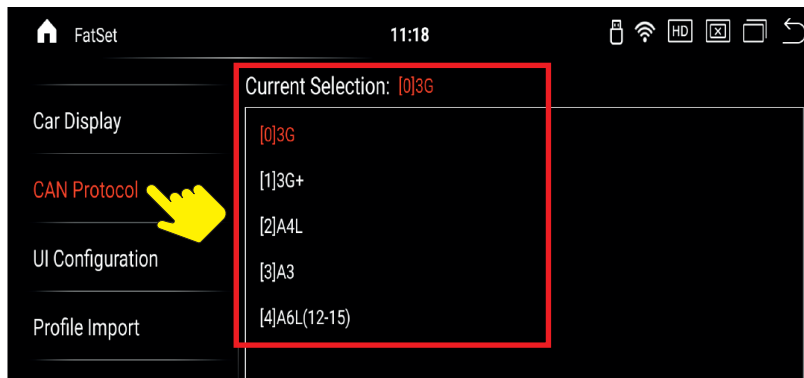 FatSet
11:18
HD
Current Selection: [0]3G
Car Display
CAN Protocol
UI Configuration
Profile Import
[0]3G
[1]3G+
[2]A4L
[3]A3
[4]A6L(12-15)